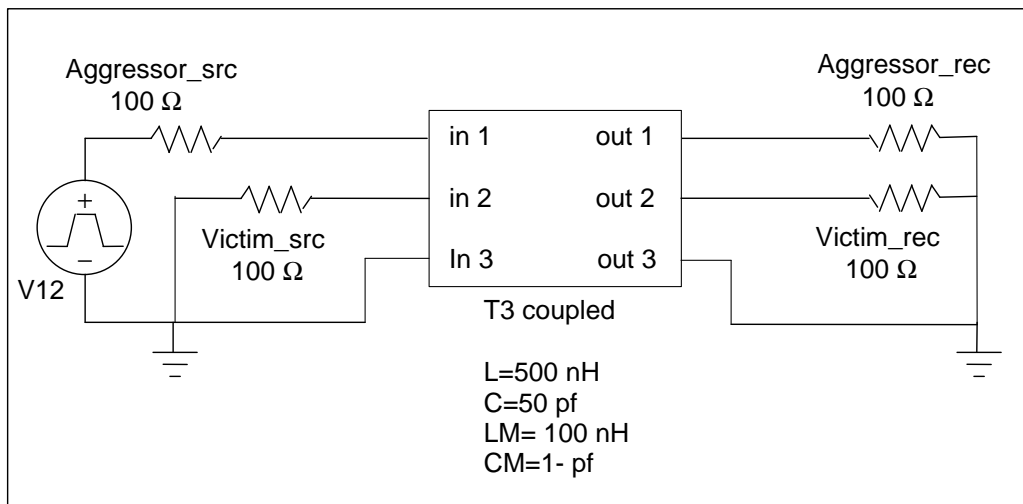 Aggressor_src
100 Ω
Aggressor_rec
100 Ω
in 1
out 1
+
in 2
out 2
−
Victim_src
100 Ω
Victim_rec
100 Ω
In 3
out 3
V12
T3 coupled
L=500 nH
C=50 pf
LM= 100 nH
CM=1- pf